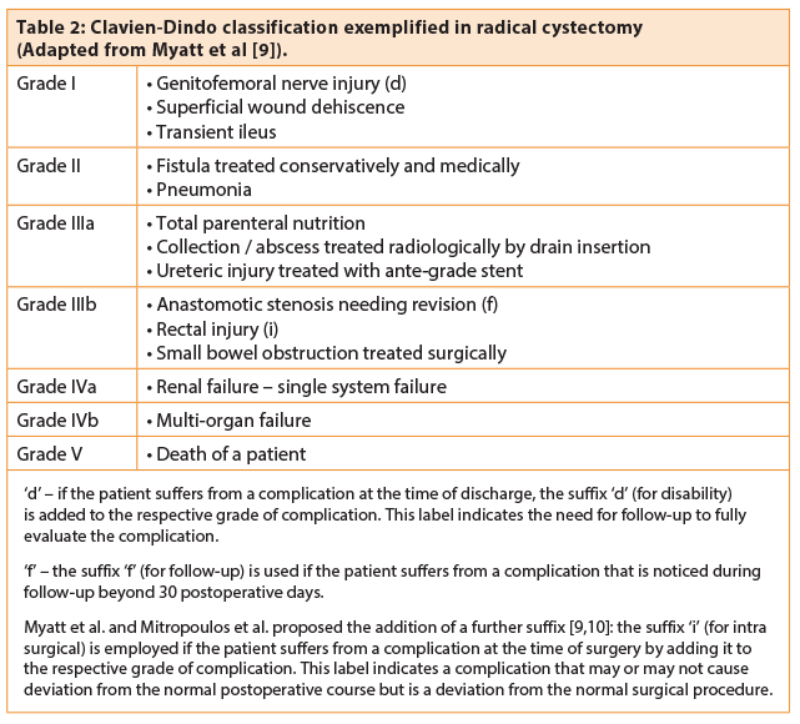 Table 2: Clavien-Dindo classification exemplified in radical cystectomy
(Adapted from Myatt et al [9]).
Grade I
• Genitofemoral nerve injury (d)
• Superficial wound dehiscence
• Transient ileus
Grade II
• Fistula treated conservatively and medically
• Pneumonia
Grade IIIa
• Total parenteral nutrition
• Collection / abscess treated radiologically by drain insertion
• Ureteric injury treated with ante-grade stent
Grade IIIb
• Anastomotic stenosis needing revision (f)
• Rectal injury (i)
• Small bowel obstruction treated surgically
Grade IVa
• Renal failure – single system failure
Grade IVb
• Multi-organ failure
Grade V
• Death of a patient
‘d’ – if the patient suffers from a complication at the time of discharge, the suffix ‘d’ (for disability)
is added to the respective grade of complication. This label indicates the need for follow-up to fully
evaluate the complication.
‘f’ – the suffix ‘f’ (for follow-up) is used if the patient suffers from a complication that is noticed during
follow-up beyond 30 postoperative days.
Myatt et al. and Mitropoulos et al. proposed the addition of a further suffix [9,10]: the suffix ‘i’ (for intra
surgical) is employed if the patient suffers from a complication at the time of surgery by adding it to
the respective grade of complication. This label indicates a complication that may or may not cause
deviation from the normal postoperative course but is a deviation from the normal surgical procedure.